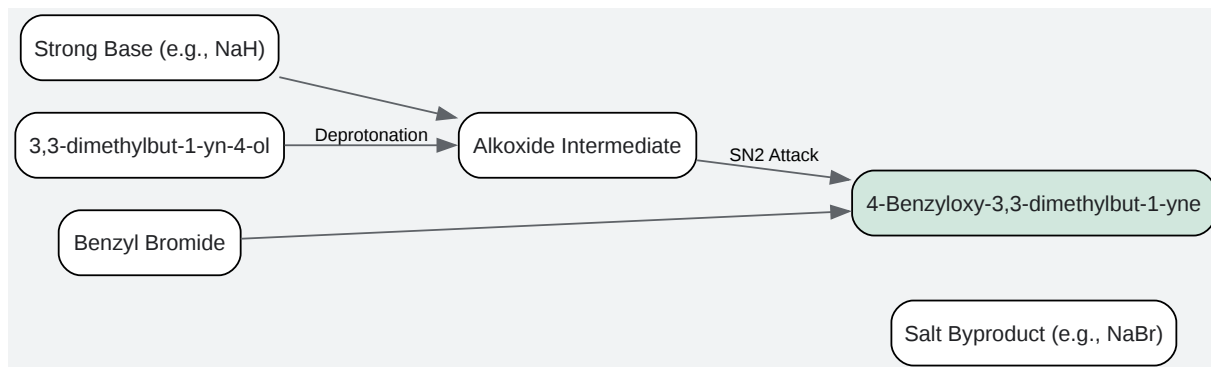 Strong Base (e.g., NaH)
3,3-dimethylbut-1-yn-4-ol
Deprotonation
Alkoxide Intermediate
SN2 Attack
4-Benzyloxy-3,3-dimethylbut-1-yne
Benzyl Bromide
Salt Byproduct (e.g., NaBr)